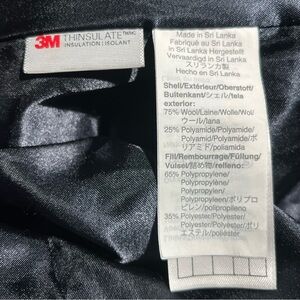 3M THINSULATE™MC
INSULATION | ISOLANT
Made in Sri Lanka
Fabriqué au Sri Lanka
in Sri Lanka Hergestellt
Vervaardigd in Sri Lanka
スリランカ製
Hecho en Sri Lanka
Shell/Extérieur/Oberstoff/
Buitenkant/シェル/tela
exterior:
75% Wool/Laine/Wolle/Wol/
ウール/lana
25% Polyamide/Polyamide/
Polyamid/Polyamide/ポ
リアミド/poliamida
Fill/Rembourrage/Füllung/
Vulsel/詰め物/relleno:
65% Polypropylene/
Polypropylène/
Polypropylen/
Polypropyleen/ポリプロ
ピレン/polipropileno
35% Polyester/Polyester/
Polyester/Polyester/ポリ
エステル/poliéster